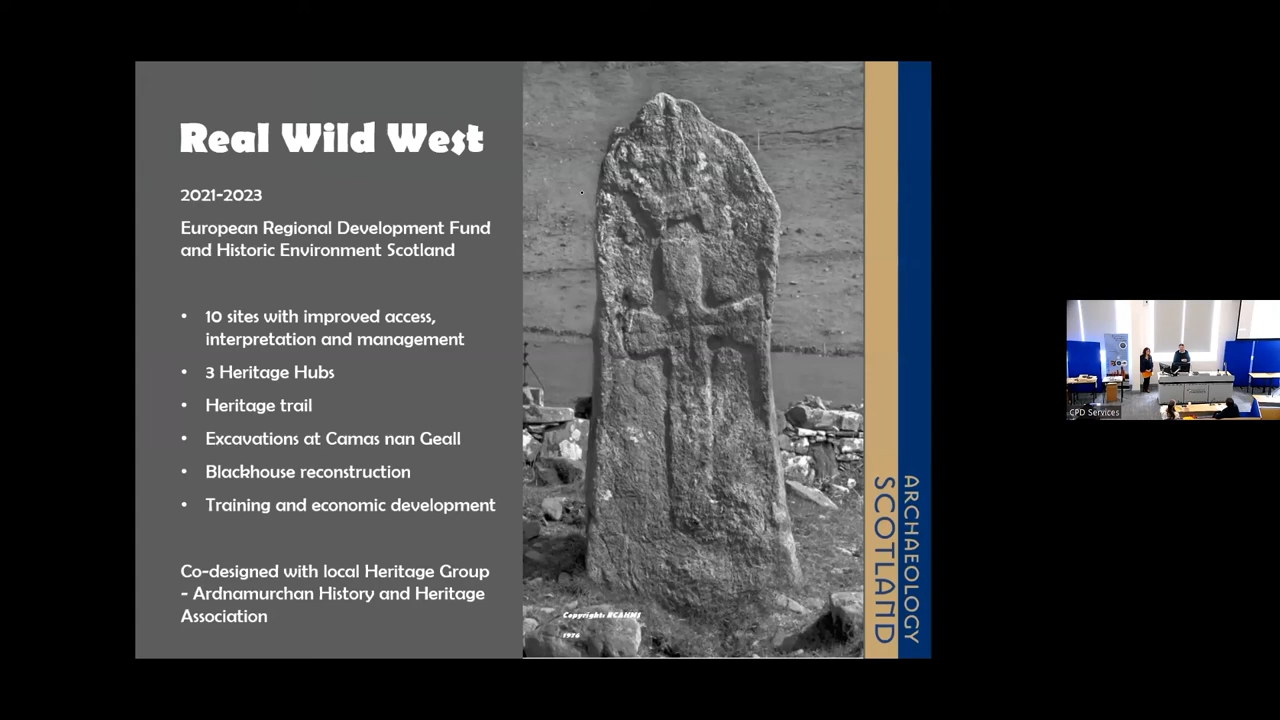 Real Wild West
2021-2023
European Regional Development Fund
and Historic Environment Scotland
• 10 sites with improved access,
interpretation and management
• 3 Heritage Hubs
• Heritage trail
• Excavations at Camas nan Geall
• Blackhouse reconstruction
• Training and economic development
Co-designed with local Heritage Group
- Ardnamurchan History and Heritage
Association
Copyright: RCAHMS
1976
ARCHAEOLOGY
SCOTLAND
CPD Services